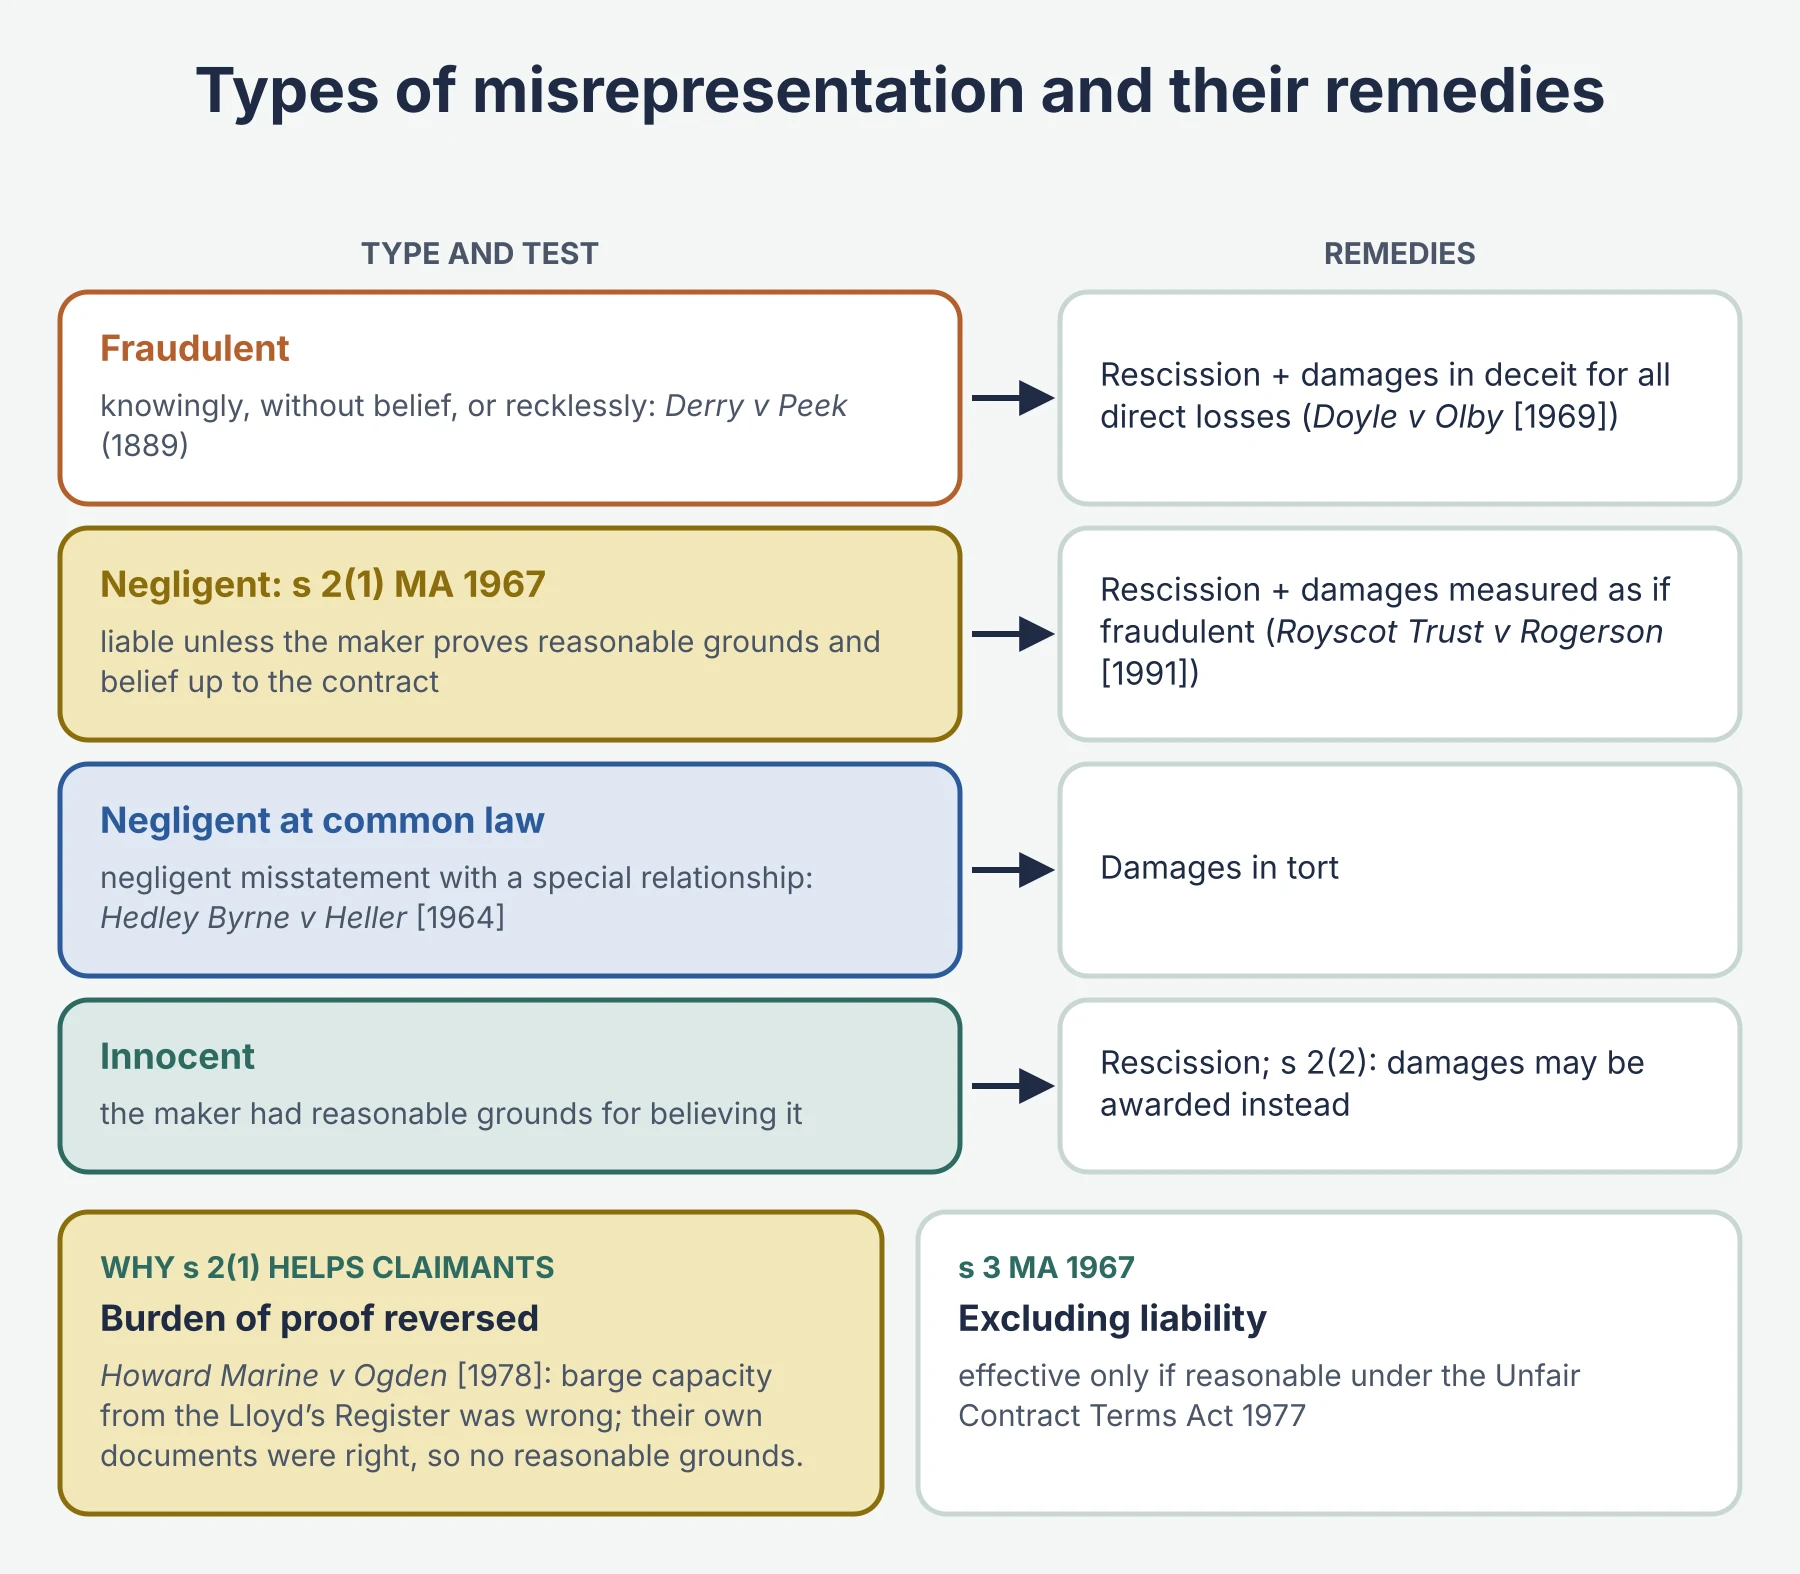 Types of misrepresentation and their remedies
TYPE AND TEST
REMEDIES
Fraudulent
knowingly, without belief, or recklessly: Derry v Peek
(1889)
Rescission + damages in deceit for all
direct losses (Doyle v Olby [1969])
Negligent: s 2(1) MA 1967
liable unless the maker proves reasonable grounds and
belief up to the contract
Rescission + damages measured as if
fraudulent (Royscot Trust v Rogerson
[1991])
Negligent at common law
negligent misstatement with a special relationship:
Hedley Byrne v Heller [1964]
Damages in tort
Innocent
the maker had reasonable grounds for believing it
Rescission; s 2(2): damages may be
awarded instead
WHY s 2(1) HELPS CLAIMANTS
Burden of proof reversed
Howard Marine v Ogden [1978]: barge capacity
from the Lloyd’s Register was wrong; their own
documents were right, so no reasonable grounds.
s 3 MA 1967
Excluding liability
effective only if reasonable under the Unfair
Contract Terms Act 1977